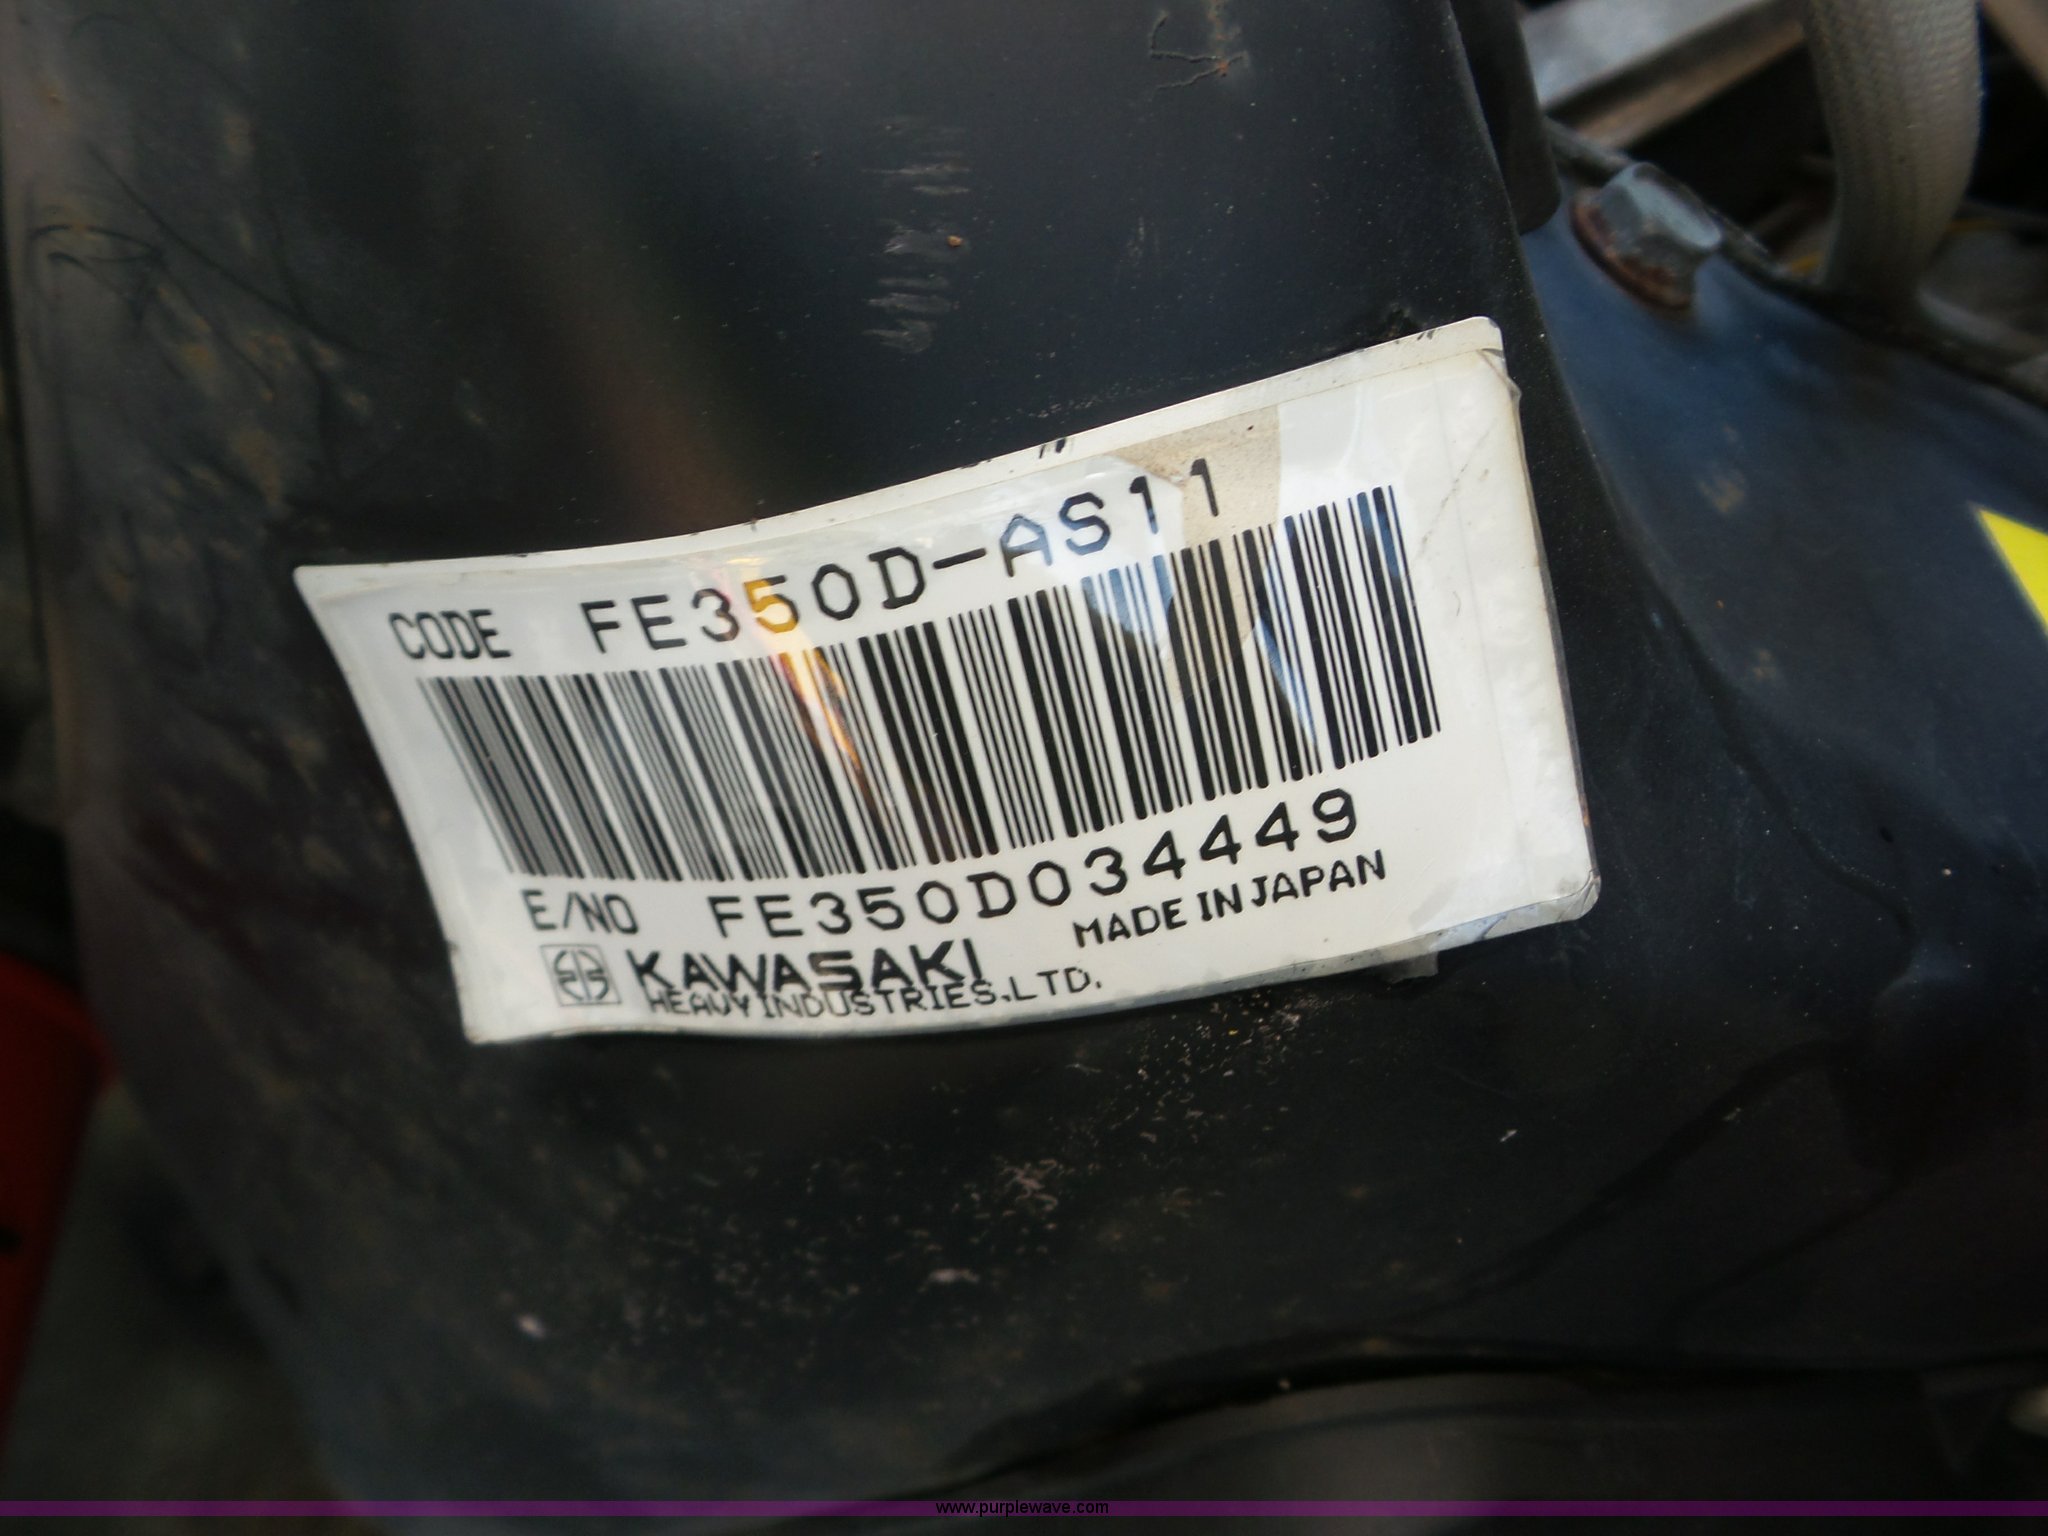 CODE FE350D-AS11
E/NO FE350D034449
MADE IN JAPAN
KAWASAKI
HEAVY INDUSTRIES.LTD.
www.purplewave.com